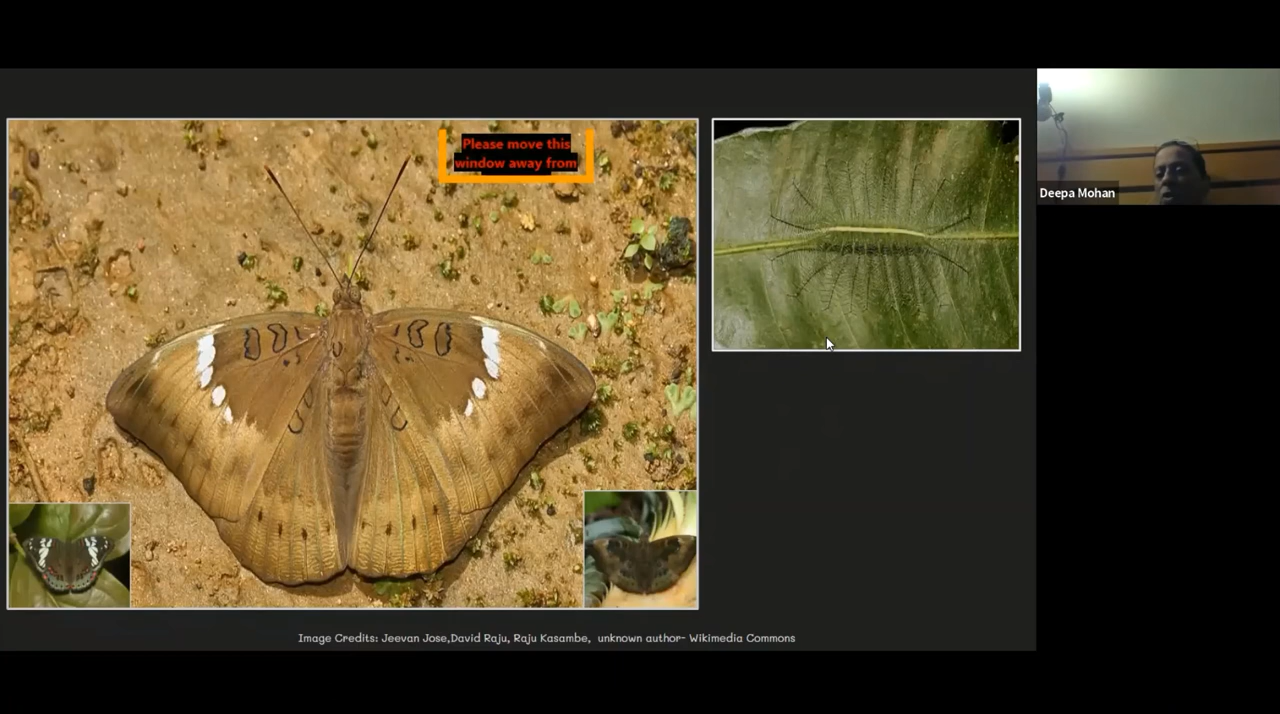 Please move this
window away from
Deepa Mohan
Image Credits: Jeevan Jose,David Raju, Raju Kasambe, unknown author- Wikimedia Commons